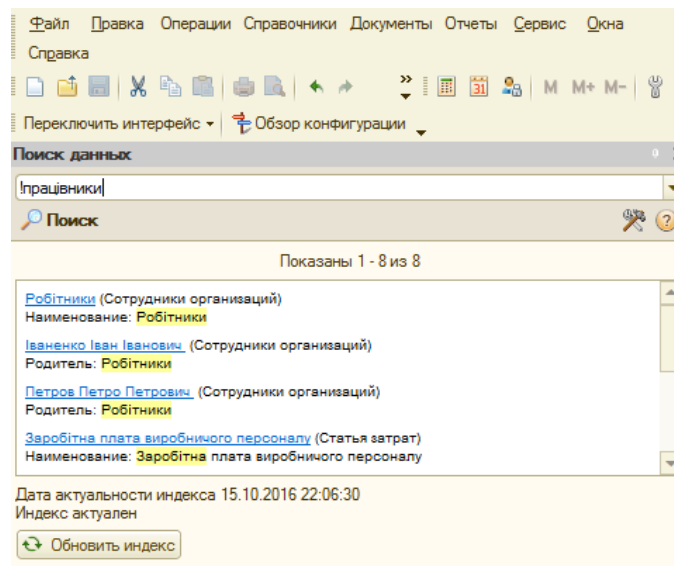 Файл Правка Операции Справочники Документы Отчеты Сервис Окна
Справка
31 M M+ M-
Переключить интерфейс Обзор конфигурации
Поиск данных
!працівники
Поиск
Показаны 1 - 8 из 8
Робітники (Сотрудники организаций)
Наименование: Робітники
Іваненко Іван Іванович (Сотрудники организаций)
Родитель: Робітники
Петров Петро Петрович (Сотрудники организаций)
Родитель: Робітники
Заробітна плата виробничого персоналу (Статья затрат)
Наименование: Заробітна плата виробничого персоналу
Дата актуальности индекса 15.10.2016 22:06:30
Индекс актуален
Обновить индекс